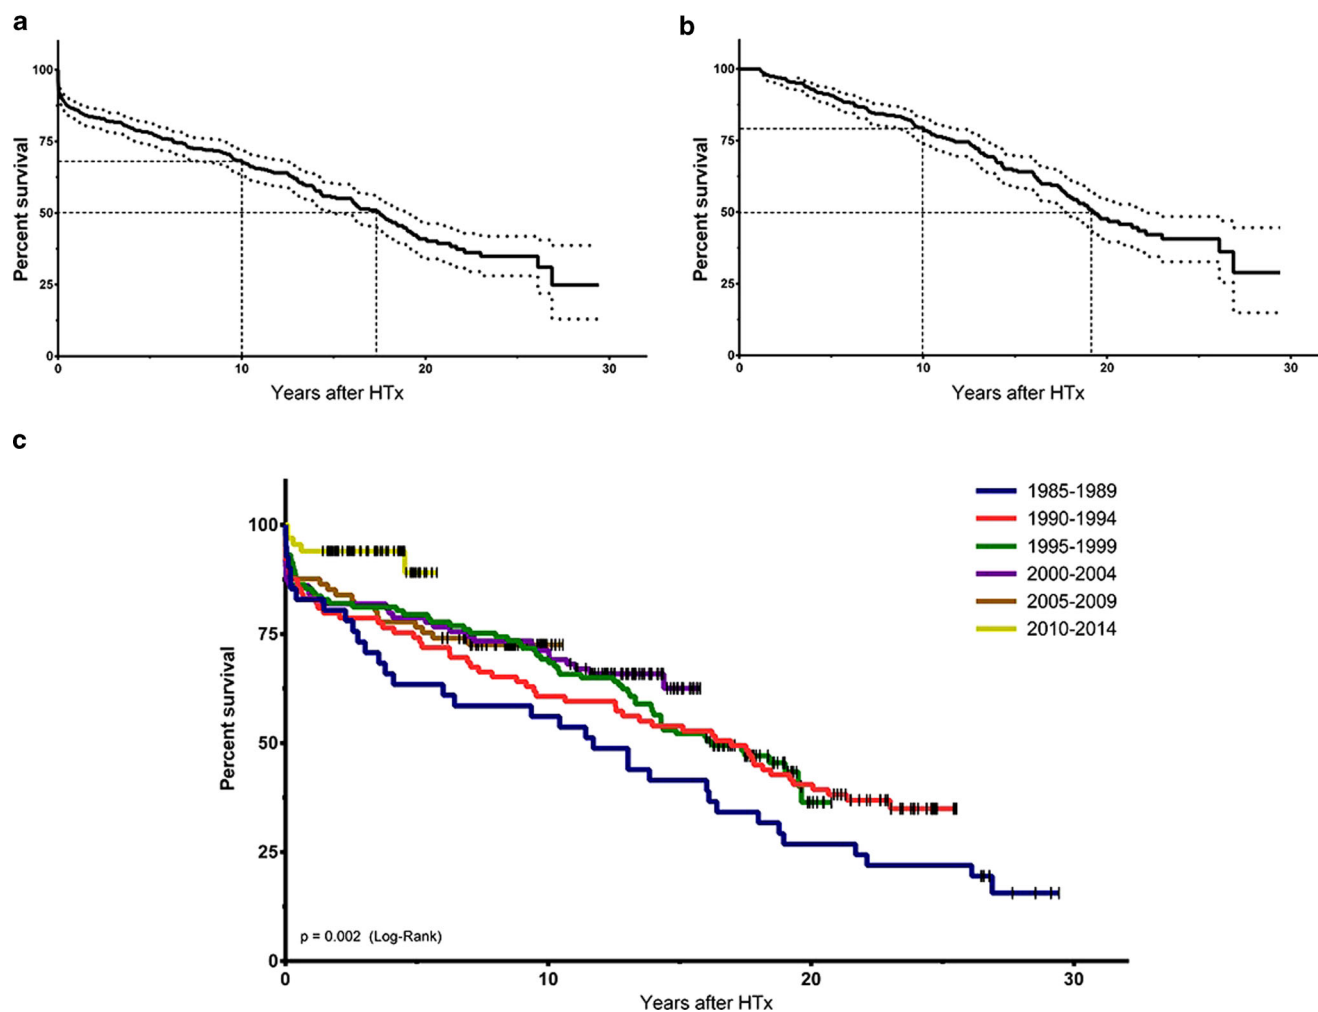 a
100
75
50
25
0
Percent survival
0 10 20 30
Years after HTx
b
100
75
50
25
0
Percent survival
0 10 20 30
Years after HTx
c
100
75
50
25
0
Percent survival
1985-1989
1990-1994
1995-1999
2000-2004
2005-2009
2010-2014
p = 0.002 (Log-Rank)
0 10 20 30
Years after HTx